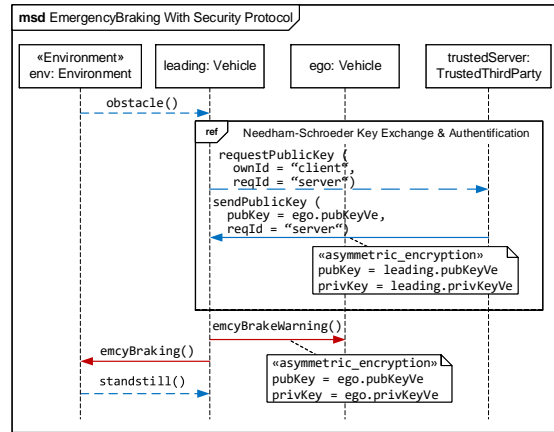 msd EmergencyBraking With Security Protocol
«Environment»
env: Environment
leading: Vehicle
ego: Vehicle
trustedServer:
TrustedThirdParty
obstacle()
ref Needham-Schroeder Key Exchange & Authentification
requestPublicKey (
ownId = “client“,
reqId = “server“)
sendPublicKey (
pubKey = ego.pubKeyVe,
reqId = “server“)
«asymmetric_encryption»
pubKey = leading.pubKeyVe
privKey = leading.privKeyVe
emcyBrakeWarning()
emcyBraking()
«asymmetric_encryption»
pubKey = ego.pubKeyVe
privKey = ego.privKeyVe
standstill()